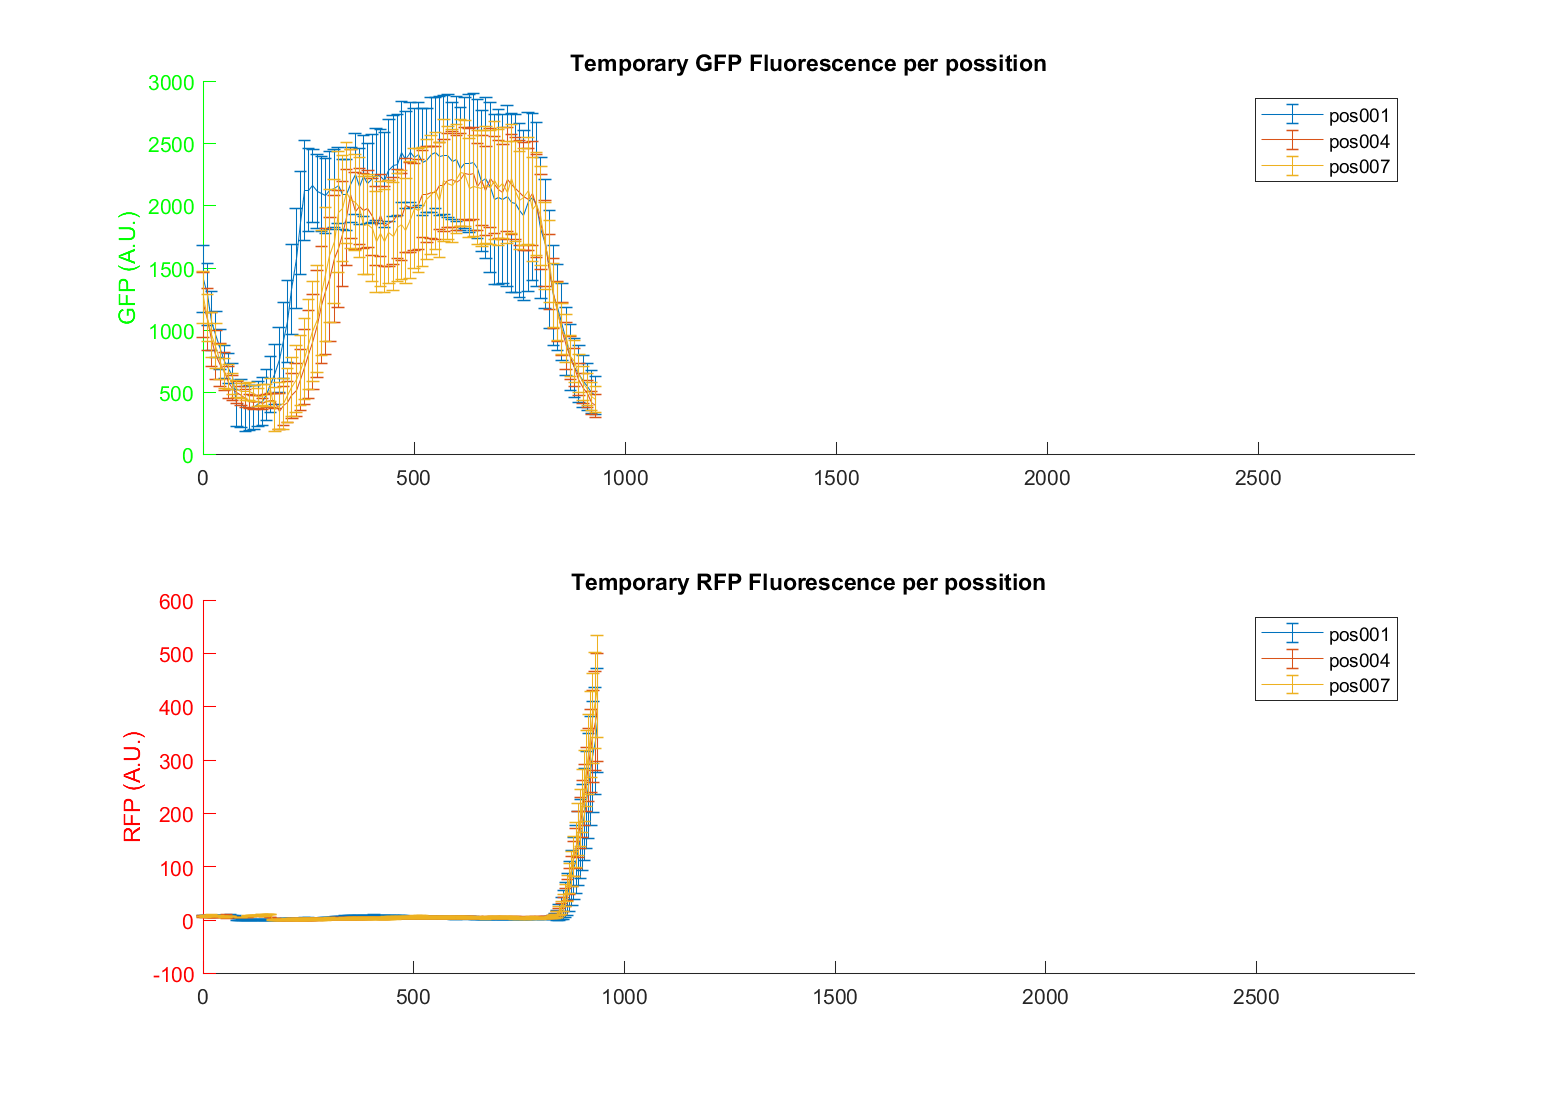 Temporary GFP Fluorescence per possition
GFP (A.U.)
3000
2500
2000
1500
1000
500
0
0 500 1000 1500 2000 2500
pos001
pos004
pos007
Temporary RFP Fluorescence per possition
RFP (A.U.)
600
500
400
300
200
100
0
-100
0 500 1000 1500 2000 2500
pos001
pos004
pos007